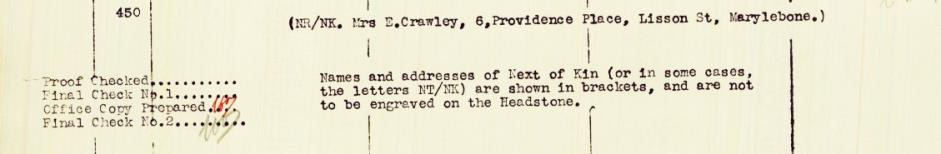 450
(NR/NK. Mrs E.Crawley, 6,Providence Place, Lisson St, Marylebone.)
Proof Checked...........
Final Check No.1........
Office Copy Prepared....
Final Check No.2.........
Names and addresses of Next of Kin (or in some cases,
the letters NT/NK) are shown in brackets, and are not
to be engraved on the Headstone.